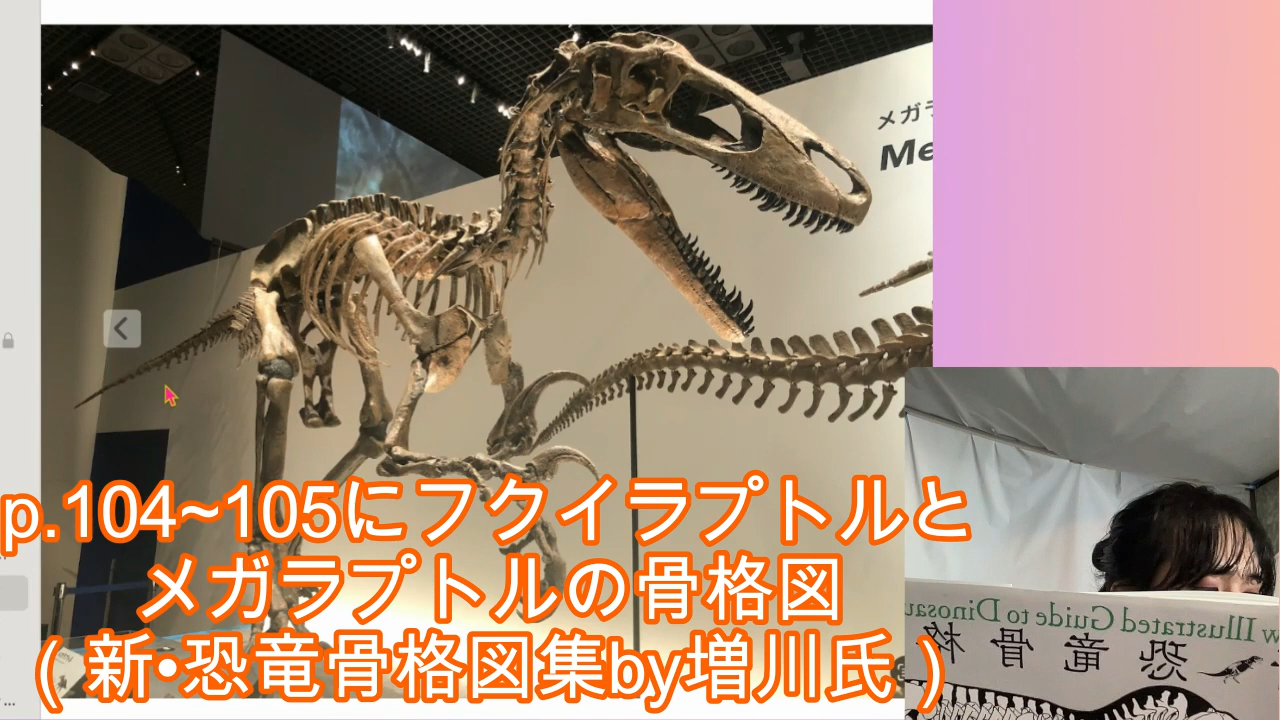 メガラ
Me
p.104~105にフクイラプトルと
メガラプトルの骨格図
（新•恐竜骨格図集by増川氏）
w Illustrated Guide to Dinosau
恐竜骨格